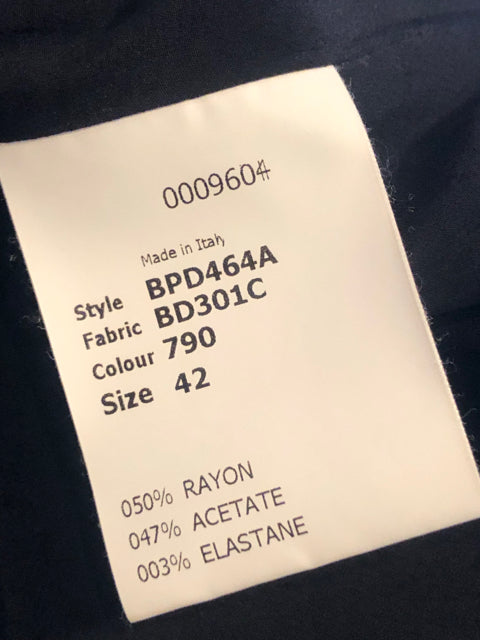 0009604
Made in Italy
Style BPD464A
Fabric BD301C
Colour 790
Size 42
050% RAYON
047% ACETATE
003% ELASTANE